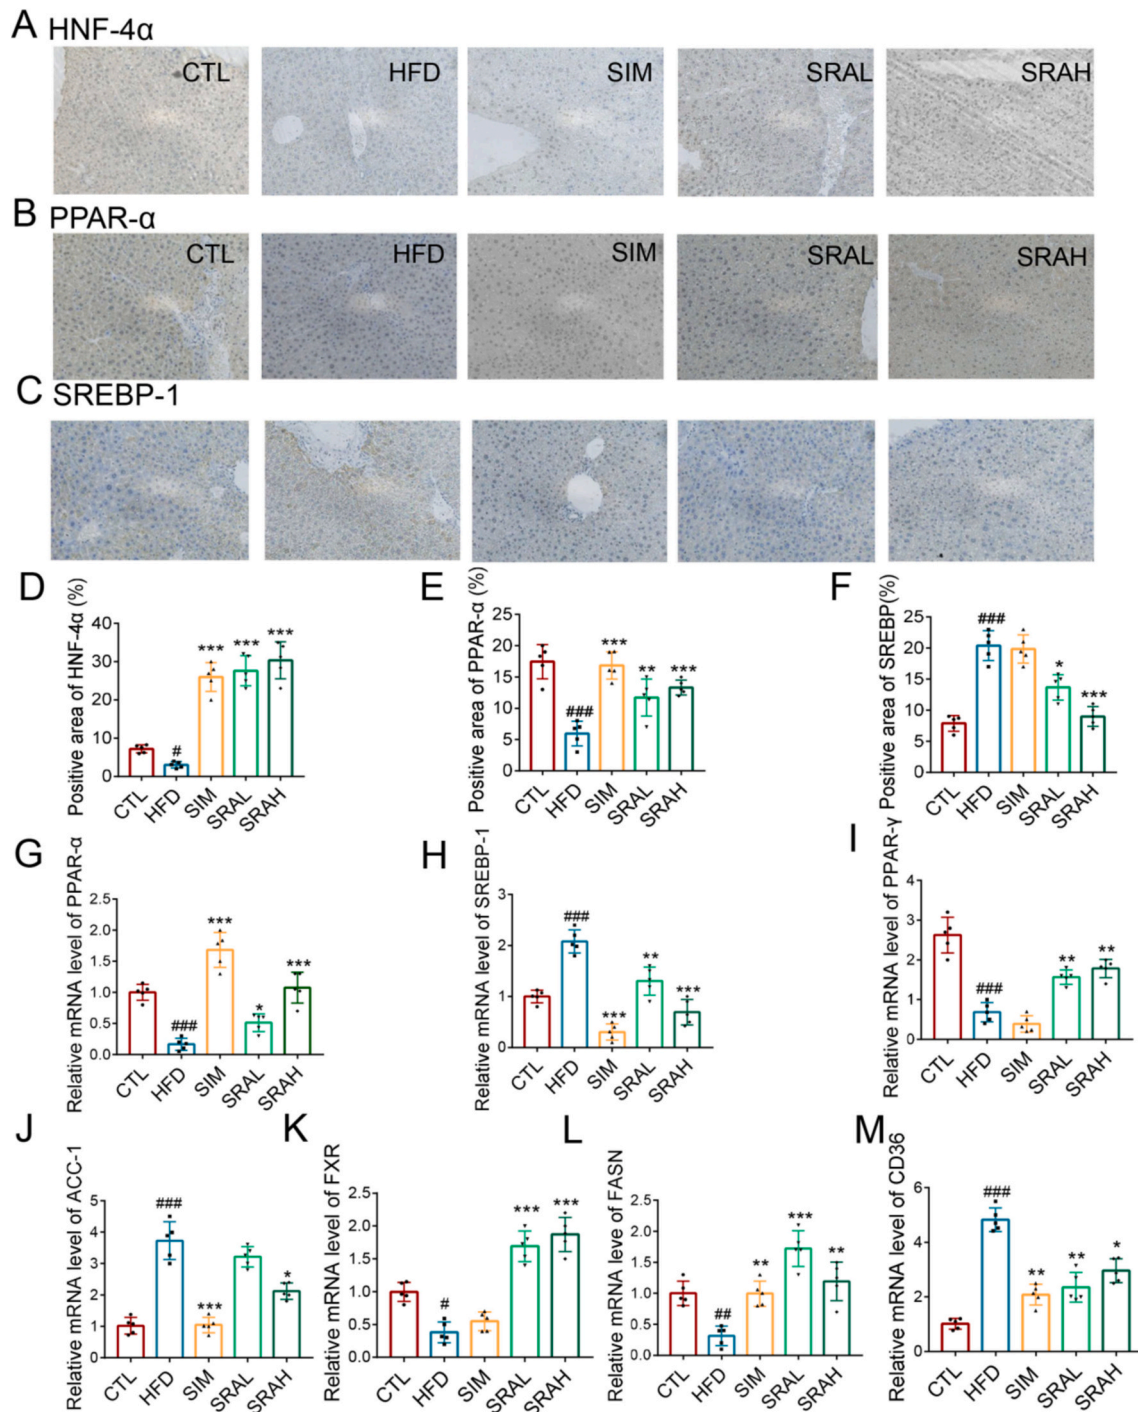 A HNF-4α
CTL HFD SIM SRAL SRAH
B PPAR-α
CTL HFD SIM SRAL SRAH
C SREBP-1
D
Positive area of HNF-4α (%)
40
30
20
10
0
#
***
***
***
CTL HFD SIM SRAL SRAH
E
Positive area of PPAR-α (%)
25
20
15
10
5
0
###
***
**
***
CTL HFD SIM SRAL SRAH
F
Positive area of SREBP(%)
25
20
15
10
5
0
###
*
***
CTL HFD SIM SRAL SRAH
G
Relative mRNA level of PPAR-α
2.5
2.0
1.5
1.0
0.5
0.0
###
***
*
***
CTL HFD SIM SRAL SRAH
H
Relative mRNA level of SREBP-1
3
2
1
0
###
***
**
***
CTL HFD SIM SRAL SRAH
I
Relative mRNA level of PPAR-γ
4
3
2
1
0
###
**
**
CTL HFD SIM SRAL SRAH
J
Relative mRNA level of ACC-1
5
4
3
2
1
0
###
***
*
CTL HFD SIM SRAL SRAH
K
Relative mRNA level of FXR
2.5
2.0
1.5
1.0
0.5
0.0
#
***
***
CTL HFD SIM SRAL SRAH
L
Relative mRNA level of FASN
2.5
2.0
1.5
1.0
0.5
0.0
##
**
***
**
CTL HFD SIM SRAL SRAH
M
Relative mRNA level of CD36
6
4
2
0
###
**
**
*
CTL HFD SIM SRAL SRAH